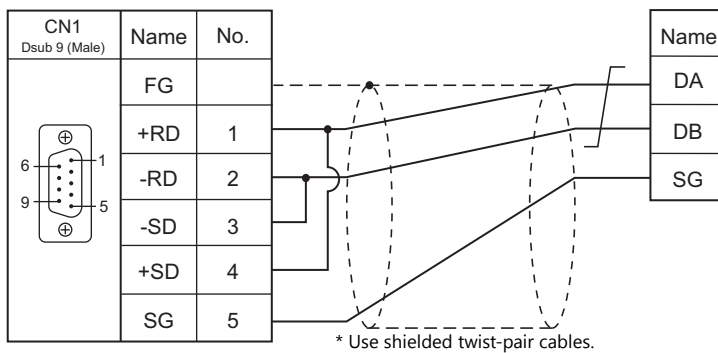 CN1
Dsub 9 (Male)
Name No.
Name
FG
DA
+RD 1
DB
-RD 2
SG
6
1
9
5
-SD 3
+SD 4
SG 5
* Use shielded twist-pair cables.